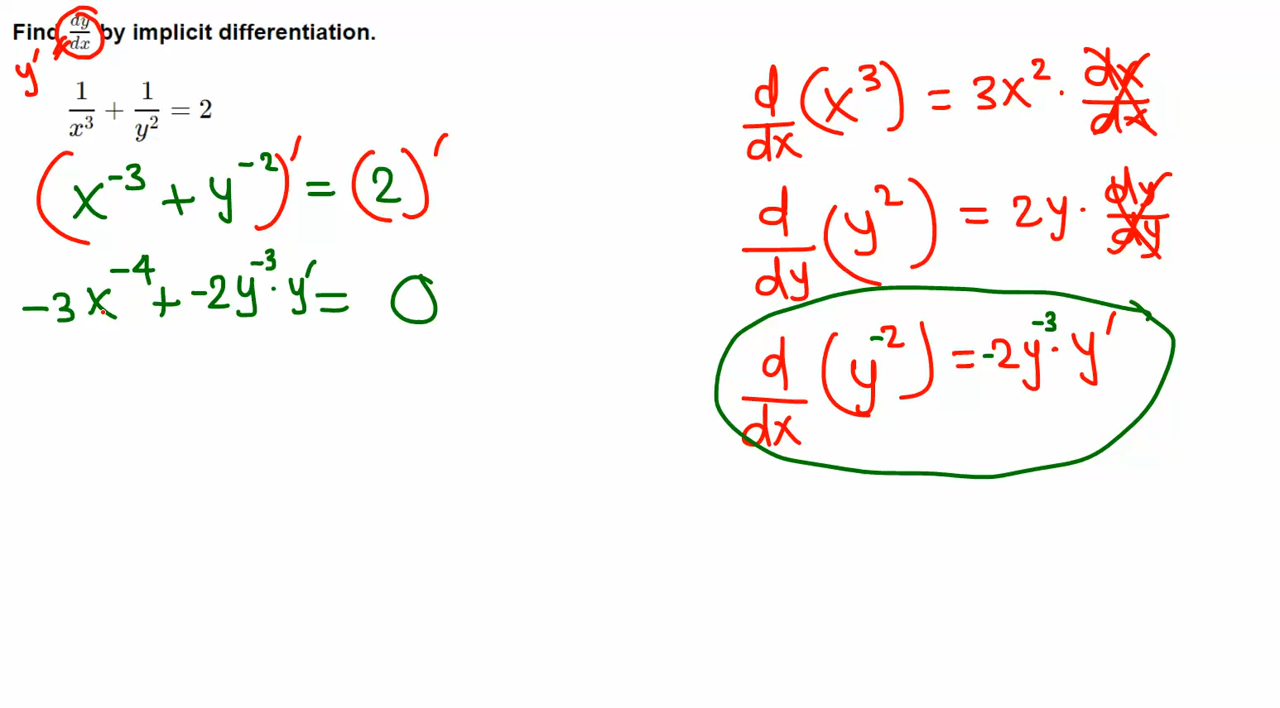 Find dy/dx by implicit differentiation.
y'
1/x³ + 1/y² = 2
(x⁻³ + y⁻²)' = (2)'
-3x⁻⁴ + -2y⁻³ · y' = 0
d/dx (x³) = 3x² · dx/dx
d/dy (y²) = 2y · dy/dy
d/dx (y⁻²) = -2y⁻³ · y'